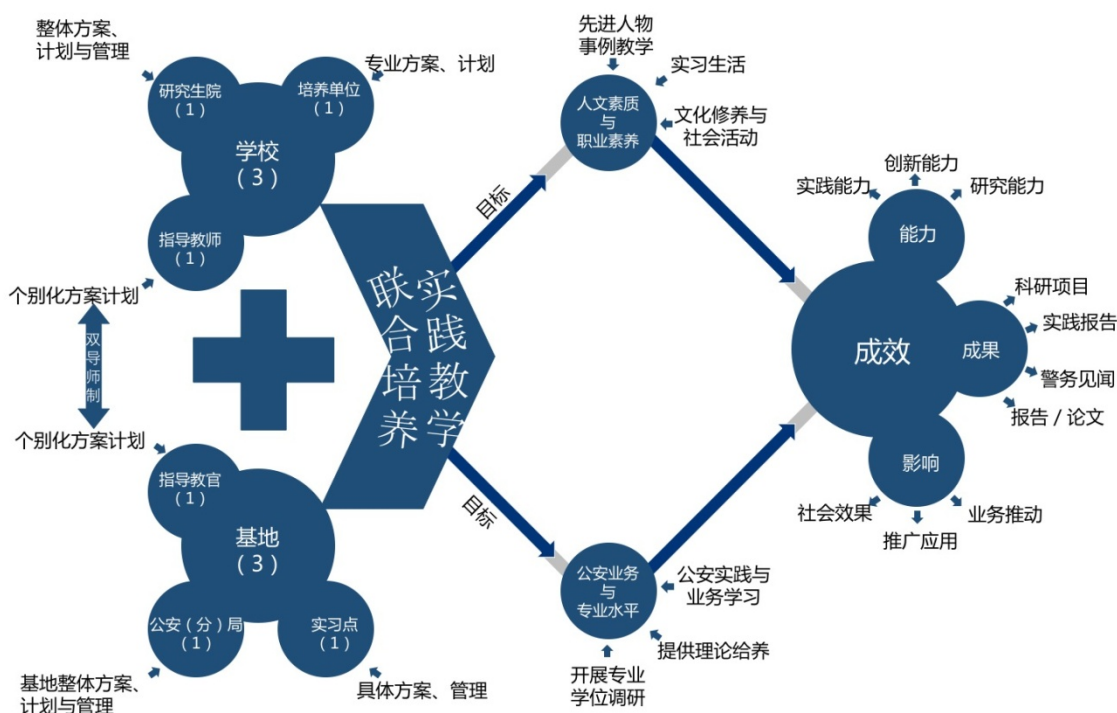 整体方案、
计划与管理
专业方案、计划
研究生院
（1）
培养单位
（1）
学校
（3）
指导教师
（1）
个别化方案计划
双导师制
个别化方案计划
指导教官
（1）
基地
（3）
公安（分）局
（1）
实习点
（1）
基地整体方案、
计划与管理
具体方案、管理
实践教学
联合培养
目标
目标
先进人物
事例教学
实习生活
文化修养与
社会活动
人文素质
与
职业素养
公安业务
与
专业水平
公安实践与
业务学习
提供理论给养
开展专业
学位调研
成效
能力
实践能力
创新能力
研究能力
成果
科研项目
实践报告
警务见闻
报告 / 论文
影响
社会效果
推广应用
业务推动